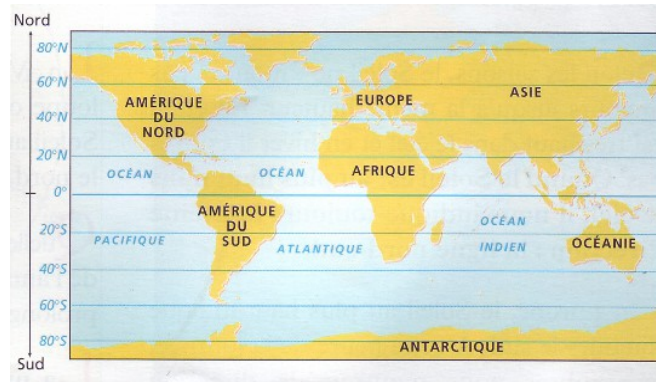 Nord
80°N
60°N
40°N
20°N
0°
20°S
40°S
60°S
80°S
Sud
AMÉRIQUE
DU
NORD
EUROPE
ASIE
OCÉAN
PACIFIQUE
OCÉAN
ATLANTIQUE
AFRIQUE
AMÉRIQUE
DU
SUD
OCÉAN
INDIEN
OCÉANIE
ANTARCTIQUE